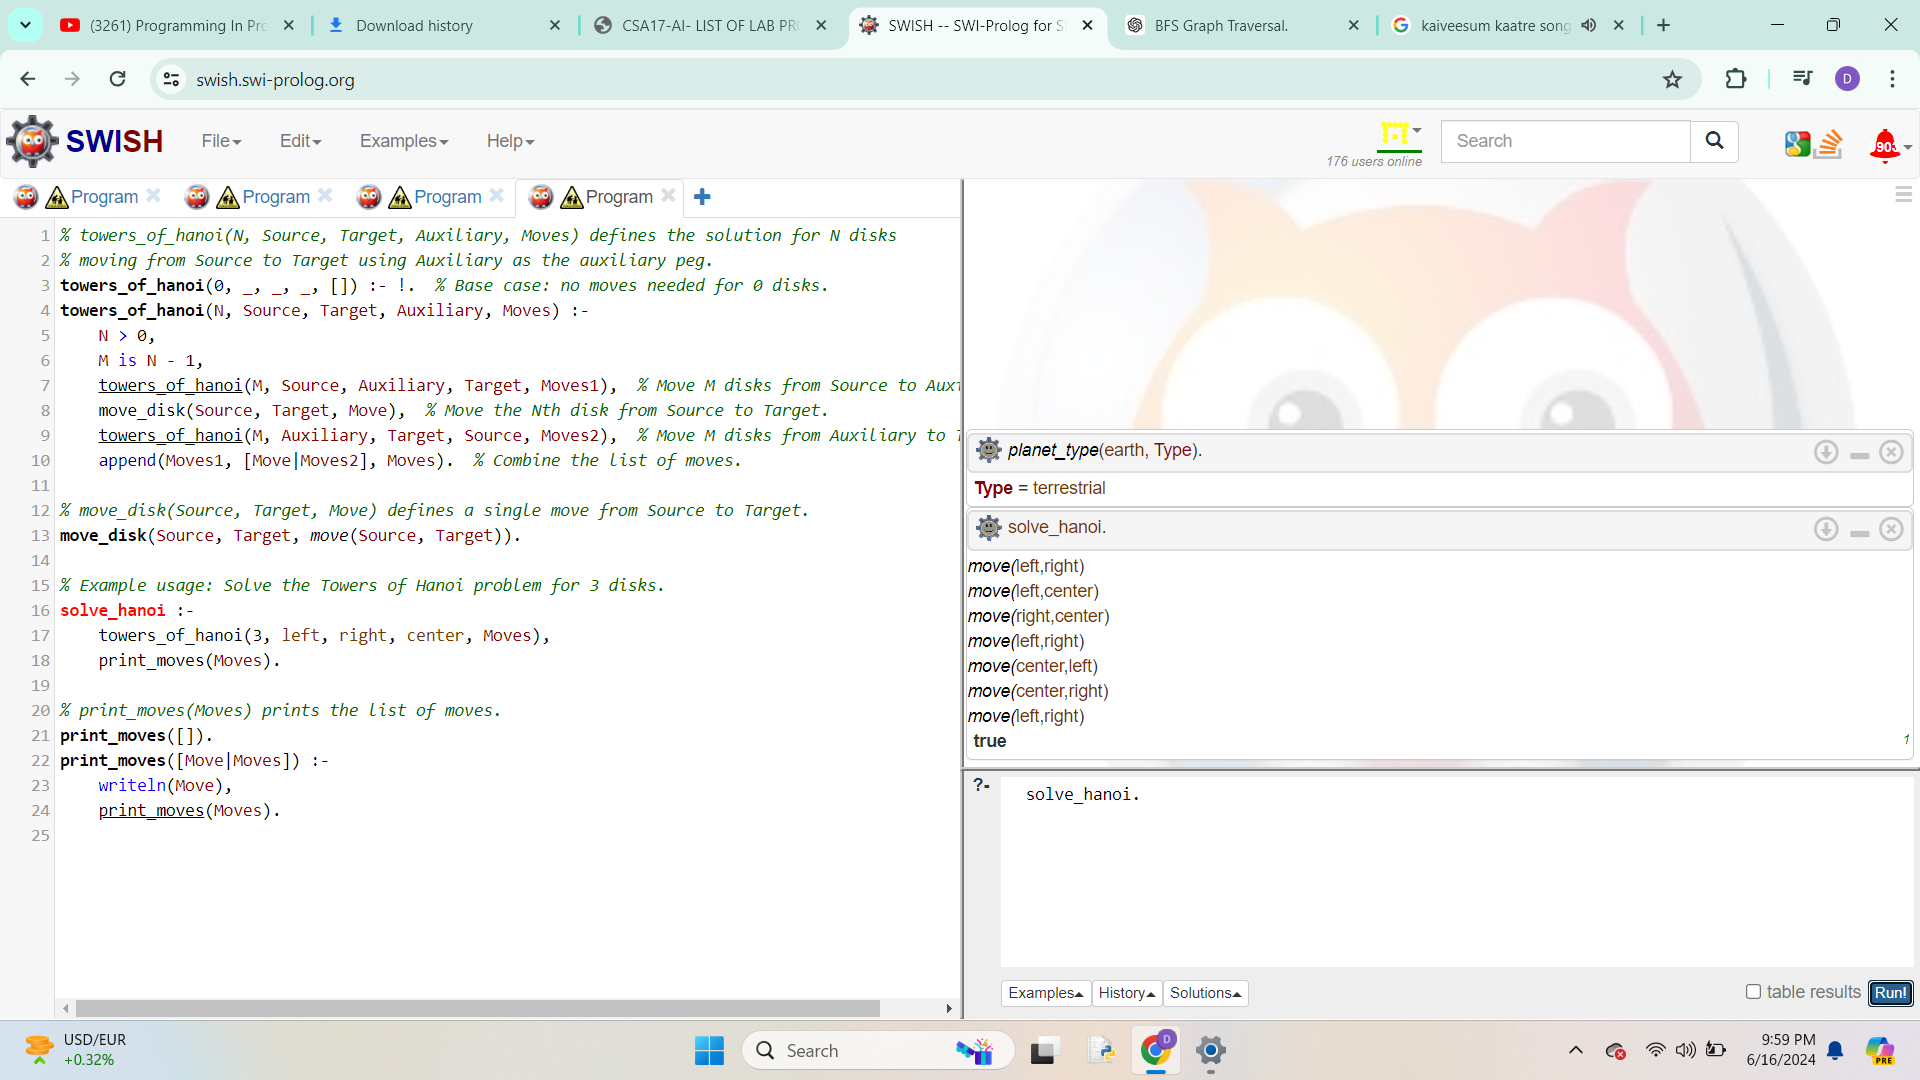 (3261) Programming In Pro
Download history
CSA17-AI- LIST OF LAB PR
SWISH -- SWI-Prolog for S
BFS Graph Traversal.
kaiveesum kaatre song
swish.swi-prolog.org
D
SWISH
File
Edit
Examples
Help
176 users online
Search
903
Program
Program
Program
Program
1 % towers_of_hanoi(N, Source, Target, Auxiliary, Moves) defines the solution for N disks
2 % moving from Source to Target using Auxiliary as the auxiliary peg.
3 towers_of_hanoi(0, _, _, _, []) :- !.  % Base case: no moves needed for 0 disks.
4 towers_of_hanoi(N, Source, Target, Auxiliary, Moves) :-
5     N > 0,
6     M is N - 1,
7     towers_of_hanoi(M, Source, Auxiliary, Target, Moves1),  % Move M disks from Source to Auxi
8     move_disk(Source, Target, Move),  % Move the Nth disk from Source to Target.
9     towers_of_hanoi(M, Auxiliary, Target, Source, Moves2),  % Move M disks from Auxiliary to T
10     append(Moves1, [Move|Moves2], Moves).  % Combine the list of moves.
11
12 % move_disk(Source, Target, Move) defines a single move from Source to Target.
13 move_disk(Source, Target, move(Source, Target)).
14
15 % Example usage: Solve the Towers of Hanoi problem for 3 disks.
16 solve_hanoi :-
17     towers_of_hanoi(3, left, right, center, Moves),
18     print_moves(Moves).
19
20 % print_moves(Moves) prints the list of moves.
21 print_moves([]).
22 print_moves([Move|Moves]) :-
23     writeln(Move),
24     print_moves(Moves).
25
planet_type(earth, Type).
Type = terrestrial
solve_hanoi.
move(left,right)
move(left,center)
move(right,center)
move(left,right)
move(center,left)
move(center,right)
move(left,right)
true
1
?- solve_hanoi.
Examples
History
Solutions
table results
Run!
USD/EUR
+0.32%
Search
D
9:59 PM
6/16/2024
PRE